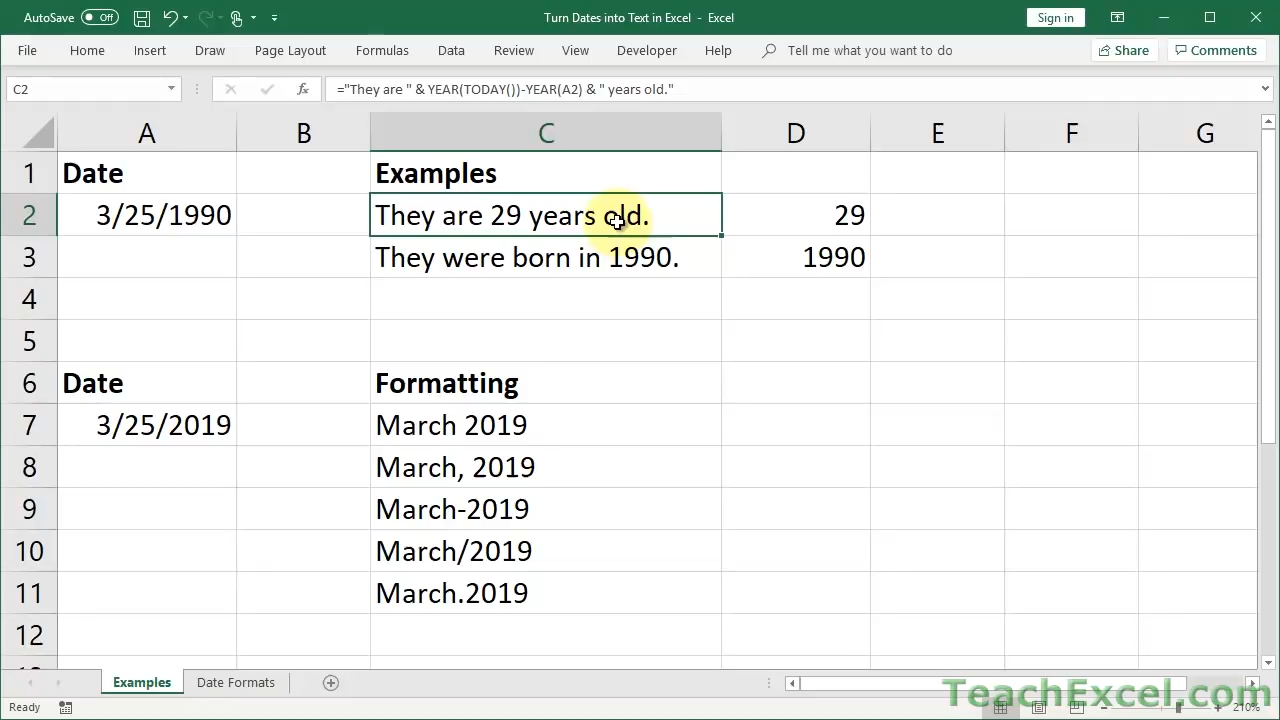 AutoSave Off Turn Dates into Text in Excel - Excel Sign in
File Home Insert Draw Page Layout Formulas Data Review View Developer Help Tell me what you want to do Share Comments
C2 fx ="They are " & YEAR(TODAY())-YEAR(A2) & " years old."
A B C D E F G
1 Date Examples
2 3/25/1990 They are 29 years old. 29
3 They were born in 1990. 1990
4
5
6 Date Formatting
7 3/25/2019 March 2019
8 March, 2019
9 March-2019
10 March/2019
11 March.2019
12
Examples Date Formats
TeachExcel.com
Ready 210%